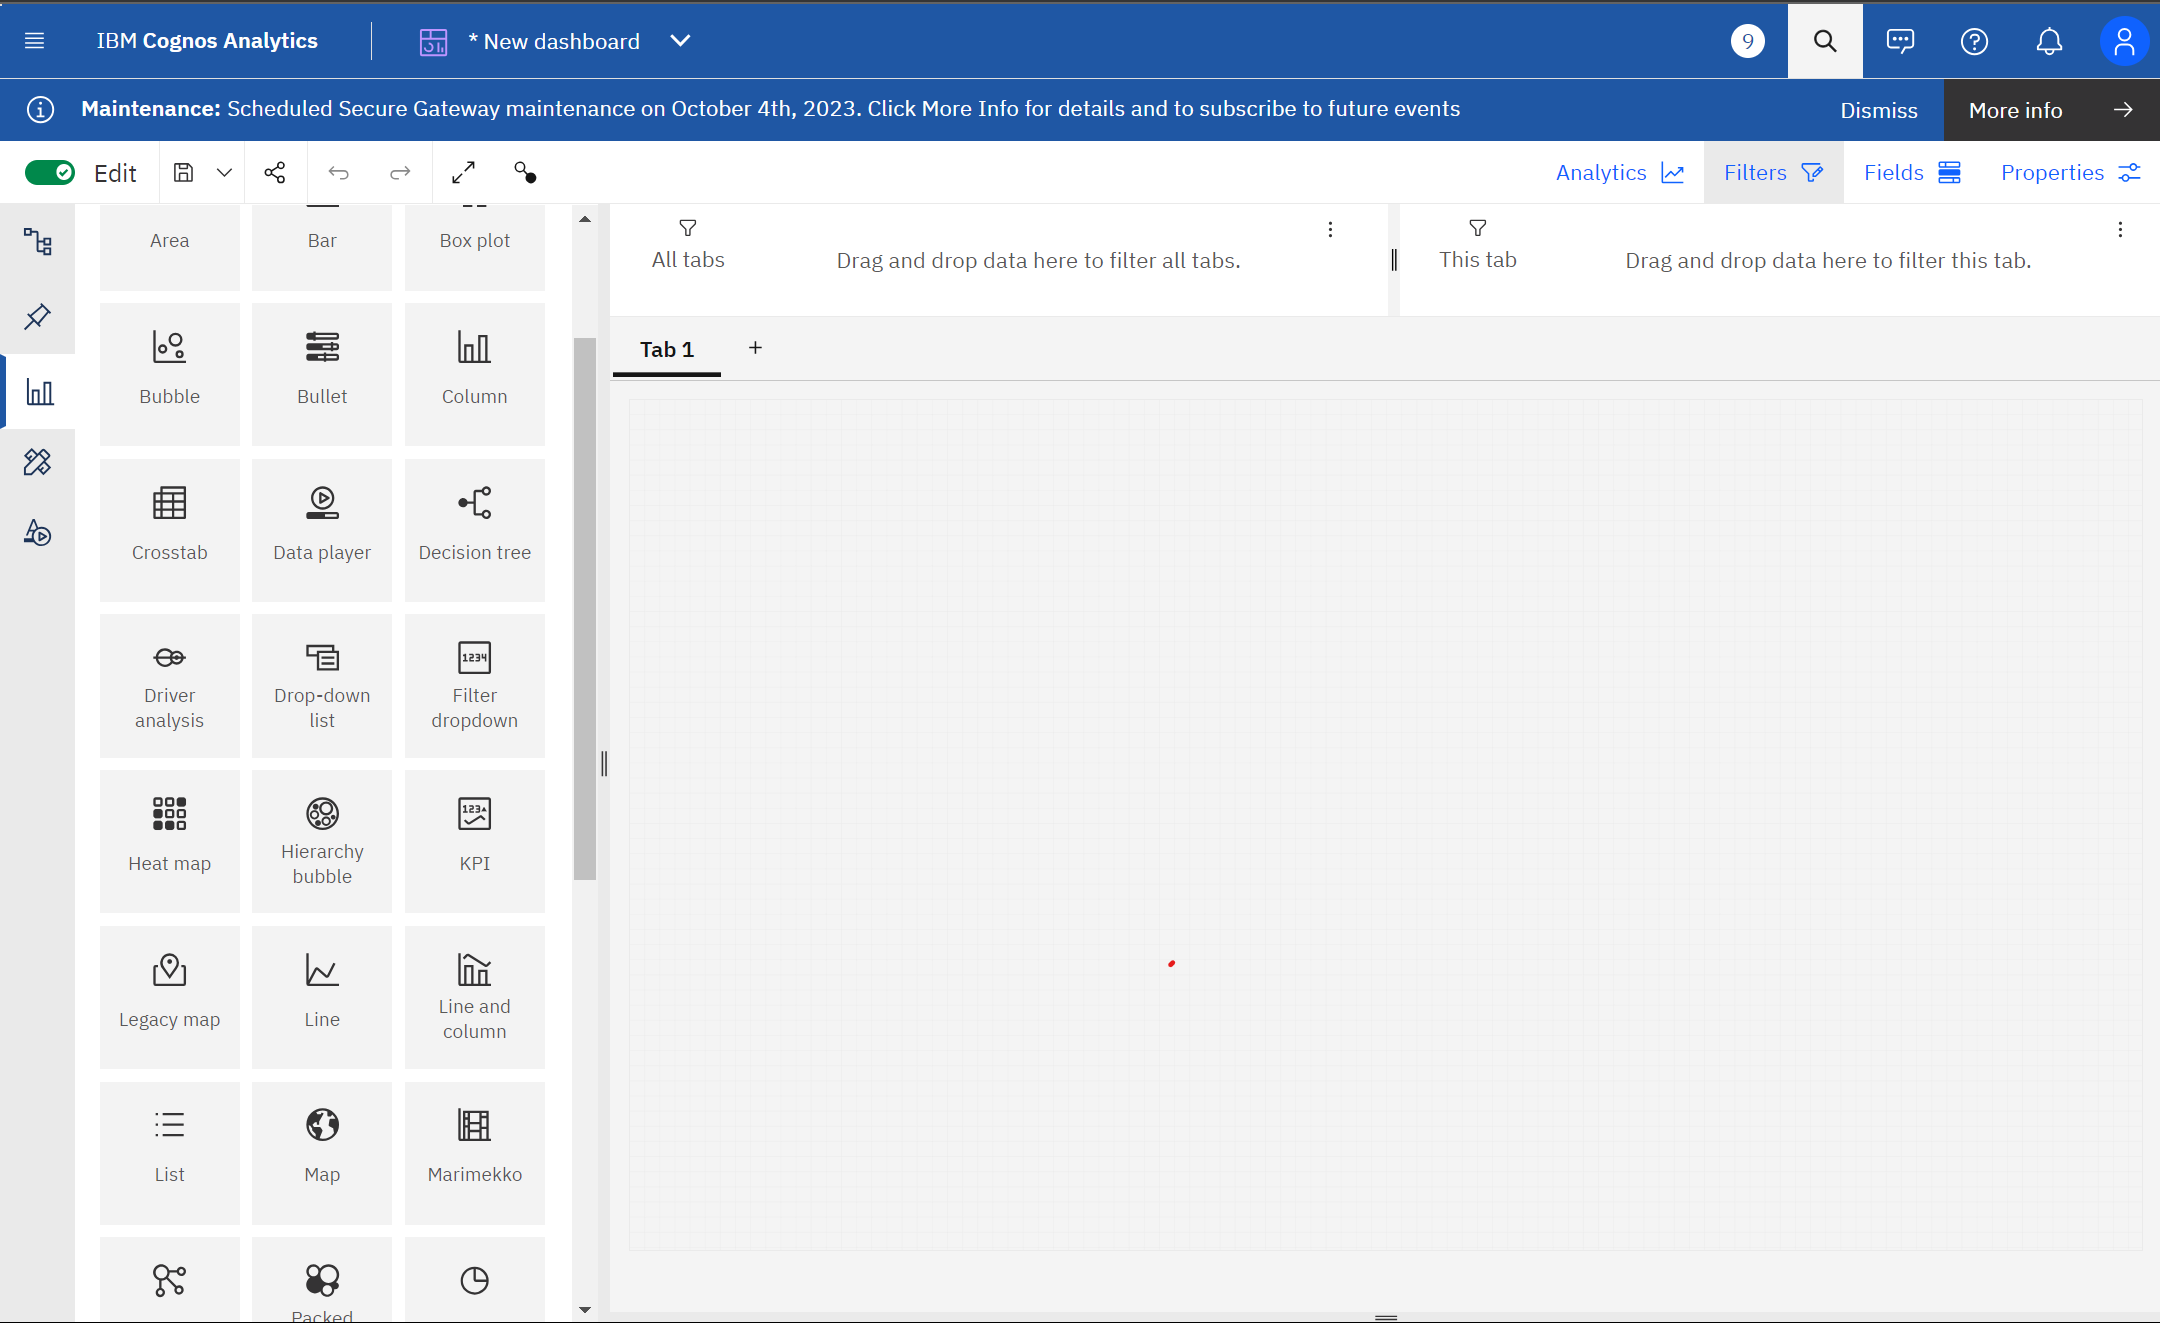 IBM Cognos Analytics
* New dashboard
9
Maintenance: Scheduled Secure Gateway maintenance on October 4th, 2023. Click More Info for details and to subscribe to future events
Dismiss
More info
Edit
Analytics
Filters
Fields
Properties
Area
Bar
Box plot
All tabs
Drag and drop data here to filter all tabs.
This tab
Drag and drop data here to filter this tab.
Tab 1
Bubble
Bullet
Column
Crosstab
Data player
Decision tree
Driver
analysis
Drop-down
list
1234
Filter
dropdown
Heat map
Hierarchy
bubble
123
KPI
Legacy map
Line
Line and
column
List
Map
Marimekko
Packed